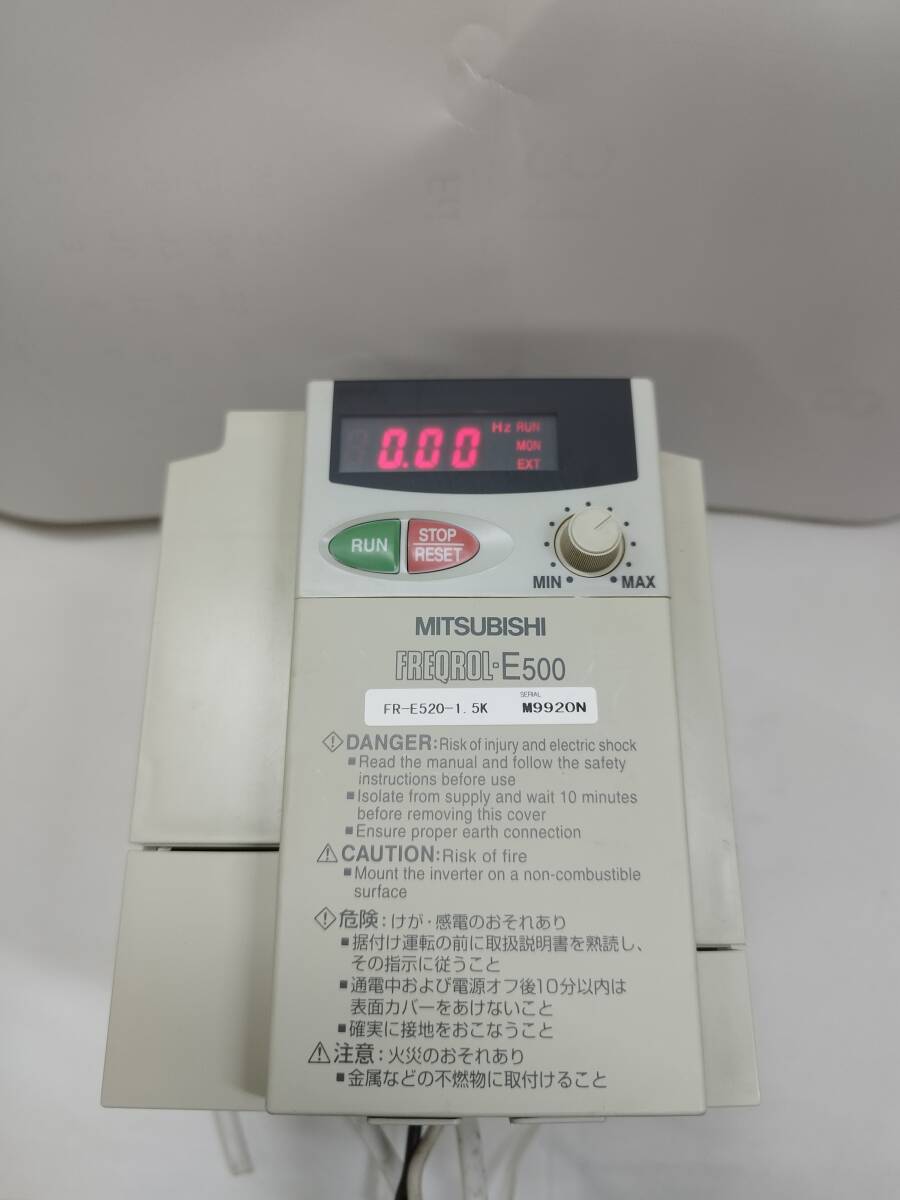 0.00 Hz RUN
MON
EXT
RUN STOP
RESET
MIN MAX
MITSUBISHI
FREQROL-E500
SERIAL
FR-E520-1.5K M9920N
DANGER:Risk of injury and electric shock
■Read the manual and follow the safety
instructions before use
■Isolate from supply and wait 10 minutes
before removing this cover
■Ensure proper earth connection
CAUTION:Risk of fire
■Mount the inverter on a non-combustible
surface
危険:けが・感電のおそれあり
■据付け運転の前に取扱説明書を熟読し、
その指示に従うこと
■通電中および電源オフ後10分以内は
表面カバーをあけないこと
■確実に接地をおこなうこと
注意:火災のおそれあり
■金属などの不燃物に取付けること